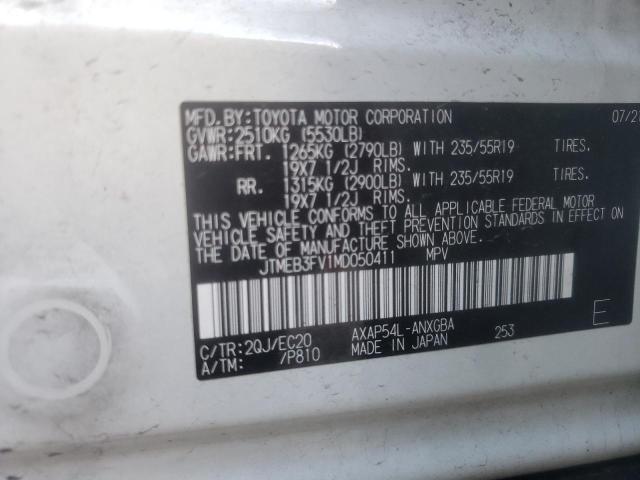 MFD.BY:TOYOTA MOTOR CORPORATION 07/21
GVWR:2510KG (5530LB)
GAWR:FRT. 1265KG (2790LB) WITH 235/55R19 TIRES.
19X7 1/2J RIMS.
RR. 1315KG (2900LB) WITH 235/55R19 TIRES.
19X7 1/2J RIMS.
THIS VEHICLE CONFORMS TO ALL APPLICABLE FEDERAL MOTOR
VEHICLE SAFETY AND THEFT PREVENTION STANDARDS IN EFFECT ON
THE DATE OF MANUFACTURE SHOWN ABOVE.
JTMEB3FV1MD050411 MPV
C/TR:2QJ/EC20 AXAP54L-ANXGBA 253 E
A/TM: /P810 MADE IN JAPAN